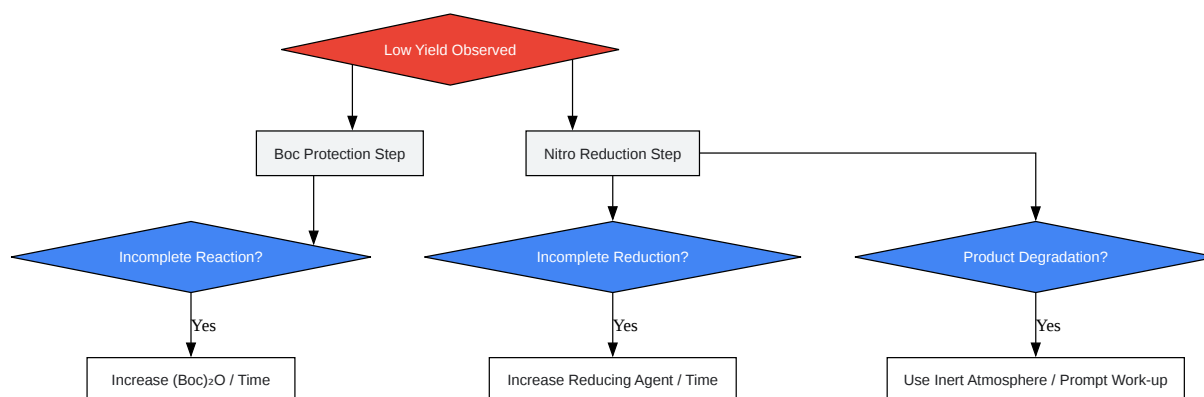 Low Yield Observed
Boc Protection Step
Nitro Reduction Step
Incomplete Reaction?
Incomplete Reduction?
Product Degradation?
Yes
Yes
Yes
Increase (Boc)₂O / Time
Increase Reducing Agent / Time
Use Inert Atmosphere / Prompt Work-up